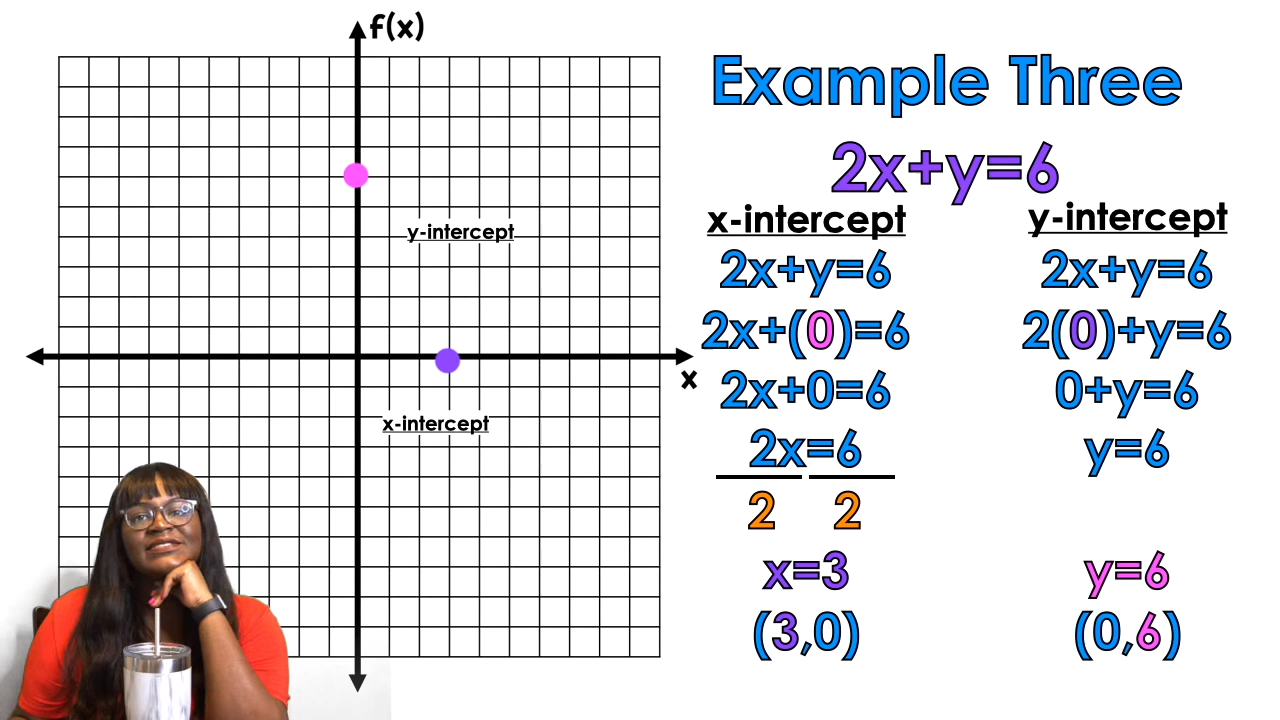 f(x)
y-intercept
x
x-intercept
Example Three
2x+y=6
x-intercept
2x+y=6
2x+(0)=6
2x+0=6
2x=6
2 2
x=3
(3,0)
y-intercept
2x+y=6
2(0)+y=6
0+y=6
y=6
y=6
(0,6)